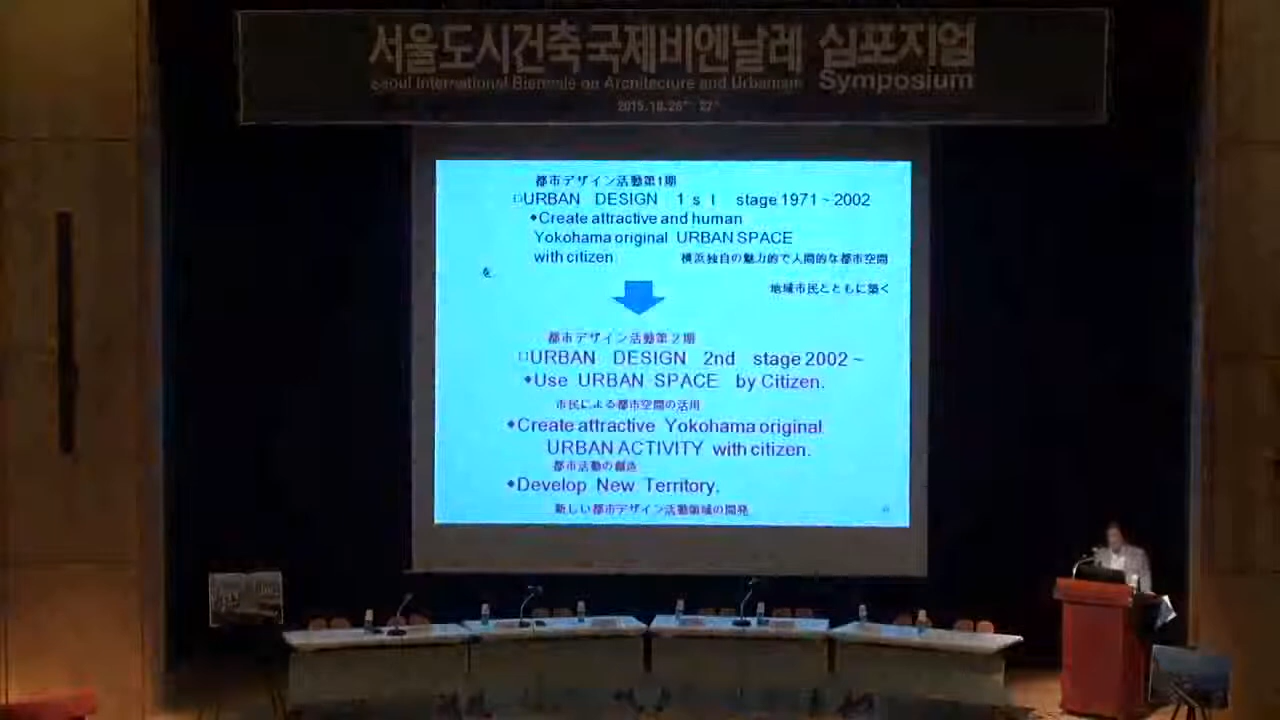 서울도시건축국제비엔날레 심포지엄
Seoul International Biennale on Architecture and Urbanism Symposium
都市デザイン活動第1期
□URBAN DESIGN 1 s t stage 1971 ~ 2002
◆Create attractive and human
Yokohama original URBAN SPACE
with citizen 横浜独自の魅力的で人間的な都市空間
を
地域市民とともに築く
都市デザイン活動第2期
□URBAN DESIGN 2nd stage 2002 ~
◆Use URBAN SPACE by Citizen.
市民による都市空間の活用
◆Create attractive Yokohama original
URBAN ACTIVITY with citizen.
都市活動の創造
◆Develop New Territory.
新しい都市デザイン活動領域の開発